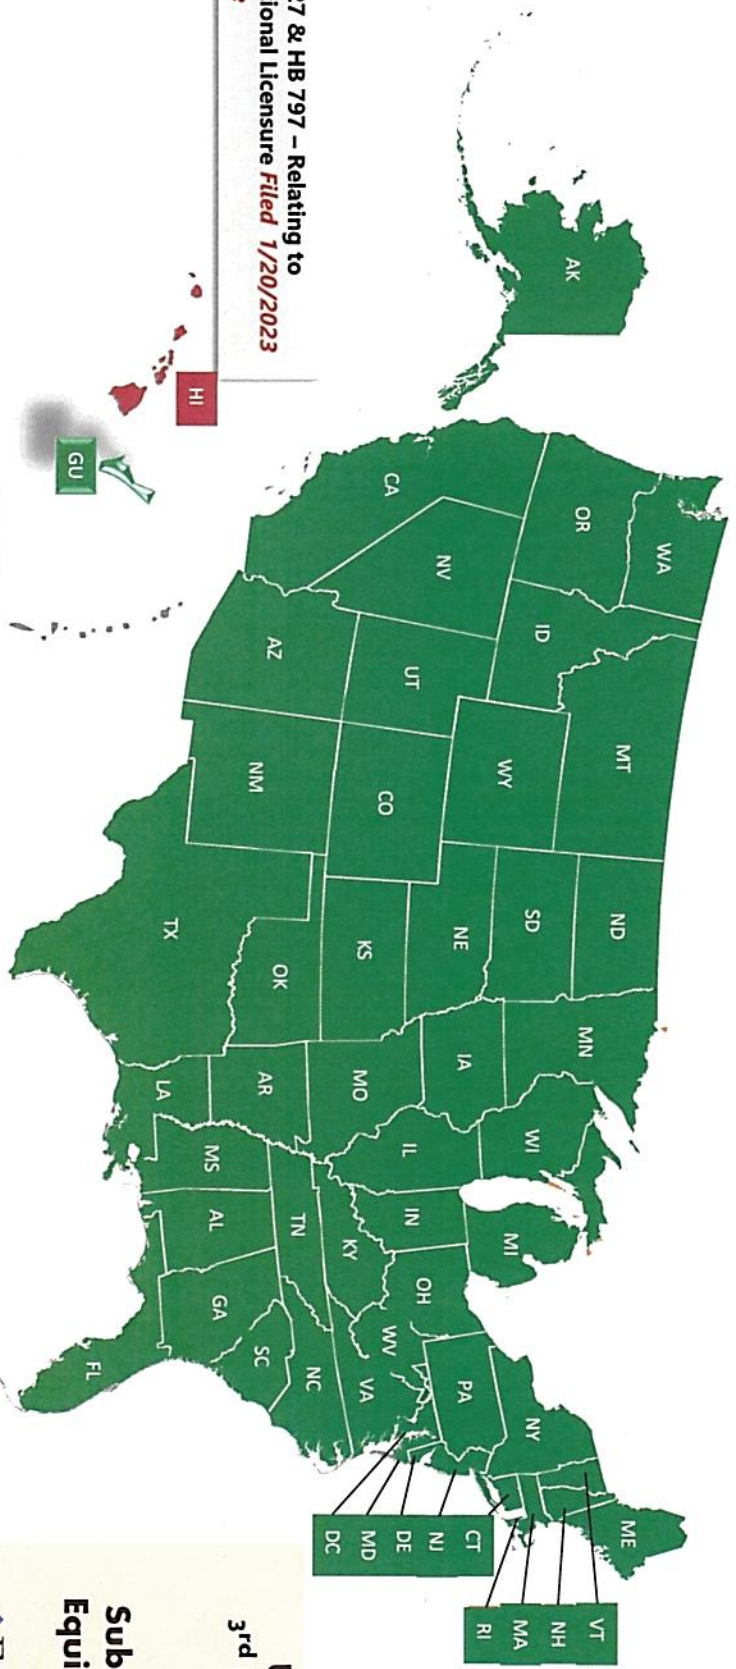 27 & HB 797 – Relating to
ional Licensure Filed 1/20/2023
AK
HI
GU
WA
OR
CA
NV
ID
MT
WY
UT
AZ
CO
NM
ND
SD
NE
KS
OK
TX
MN
IA
MO
AR
LA
WI
IL
MS
MI
IN
KY
TN
AL
OH
WV
VA
NC
SC
GA
FL
PA
NY
ME
VT
NH
MA
RI
CT
NJ
DE
MD
DC
3rd
Sub
Equi